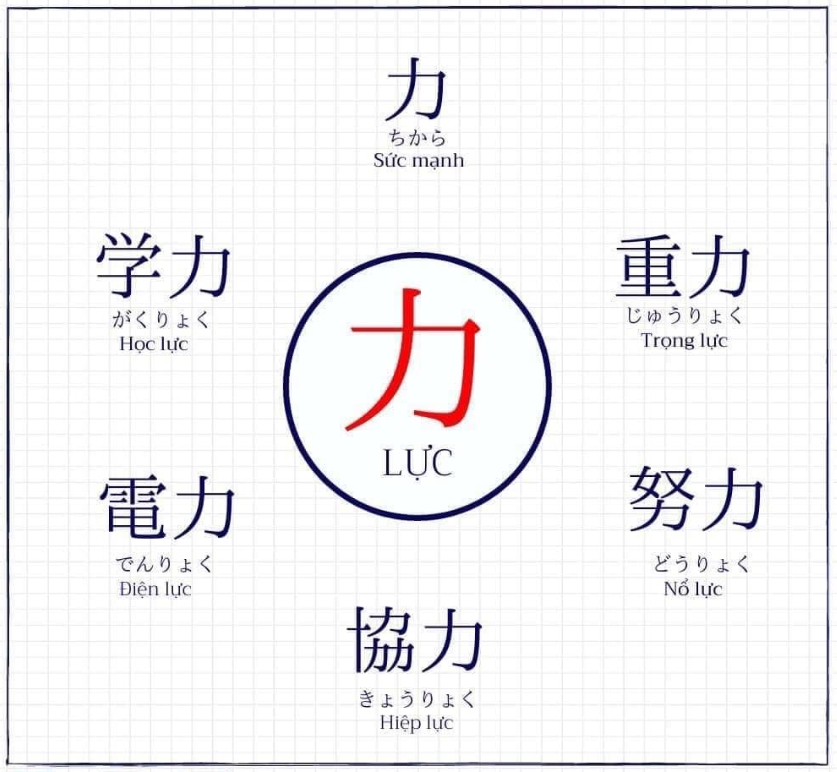 力
ちから
Sức mạnh
学力
がくりょく
Học lực
重力
じゅうりょく
Trọng lực
力
LỰC
電力
でんりょく
Điện lực
努力
どうりょく
Nổ lực
協力
きょうりょく
Hiệp lực